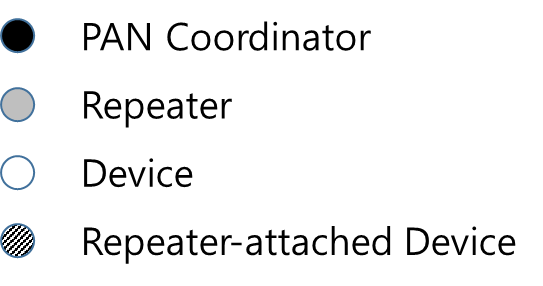 PAN Coordinator
Repeater
Device
Repeater-attached Device